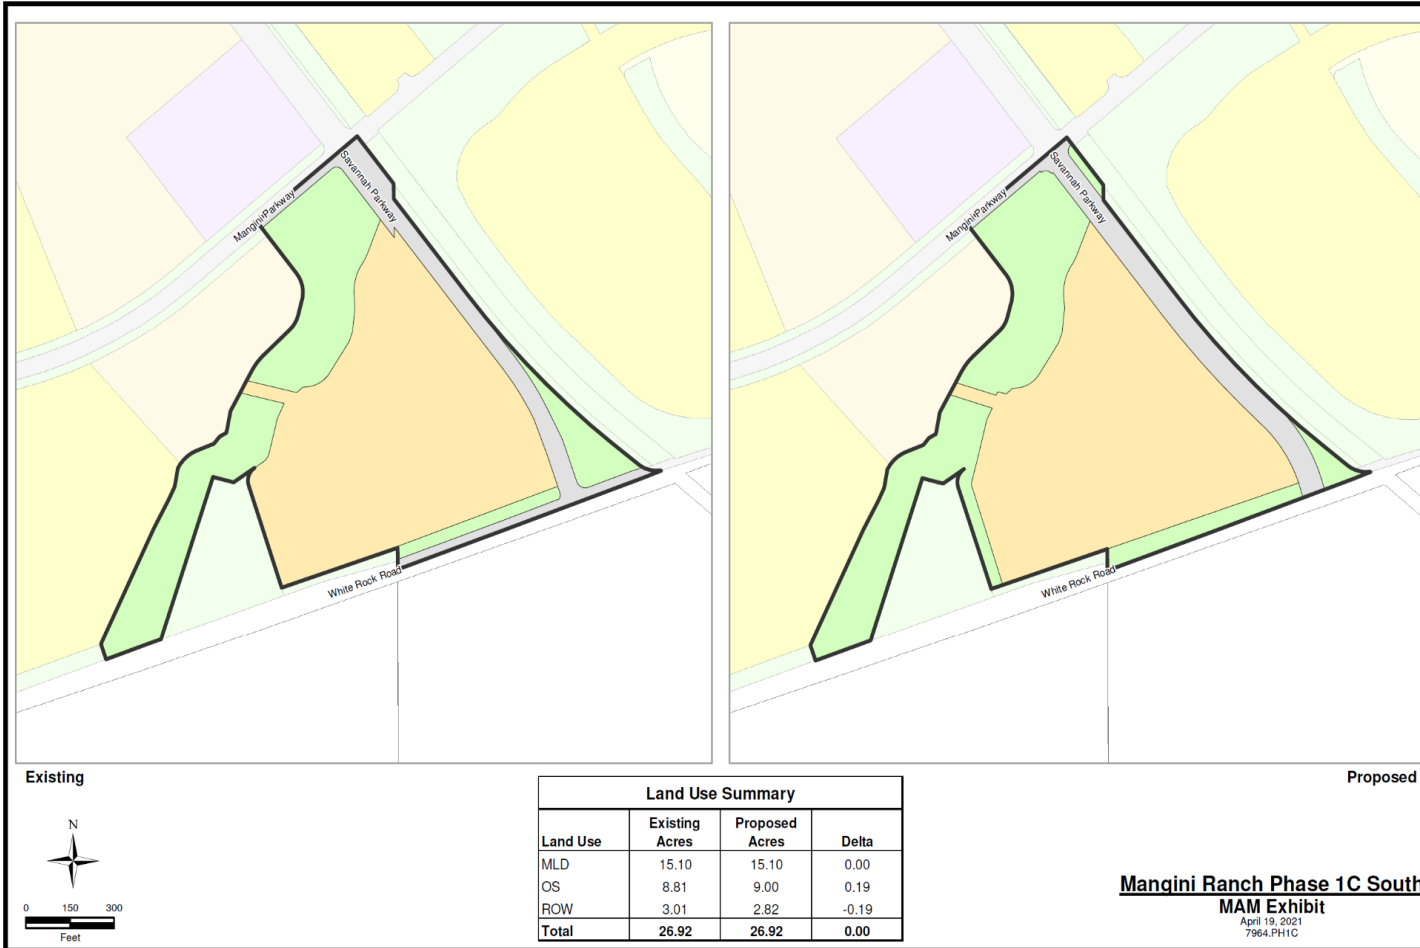 Savannah Parkway
Mangini Parkway
White Rock Road
Savannah Parkway
Mangini Parkway
White Rock Road
Existing
Proposed
N
0 150 300
Feet
Land Use Summary
Land Use Existing Acres Proposed Acres Delta
MLD 15.10 15.10 0.00
OS 8.81 9.00 0.19
ROW 3.01 2.82 -0.19
Total 26.92 26.92 0.00
Mangini Ranch Phase 1C South
MAM Exhibit
April 19, 2021
7964.PH1C